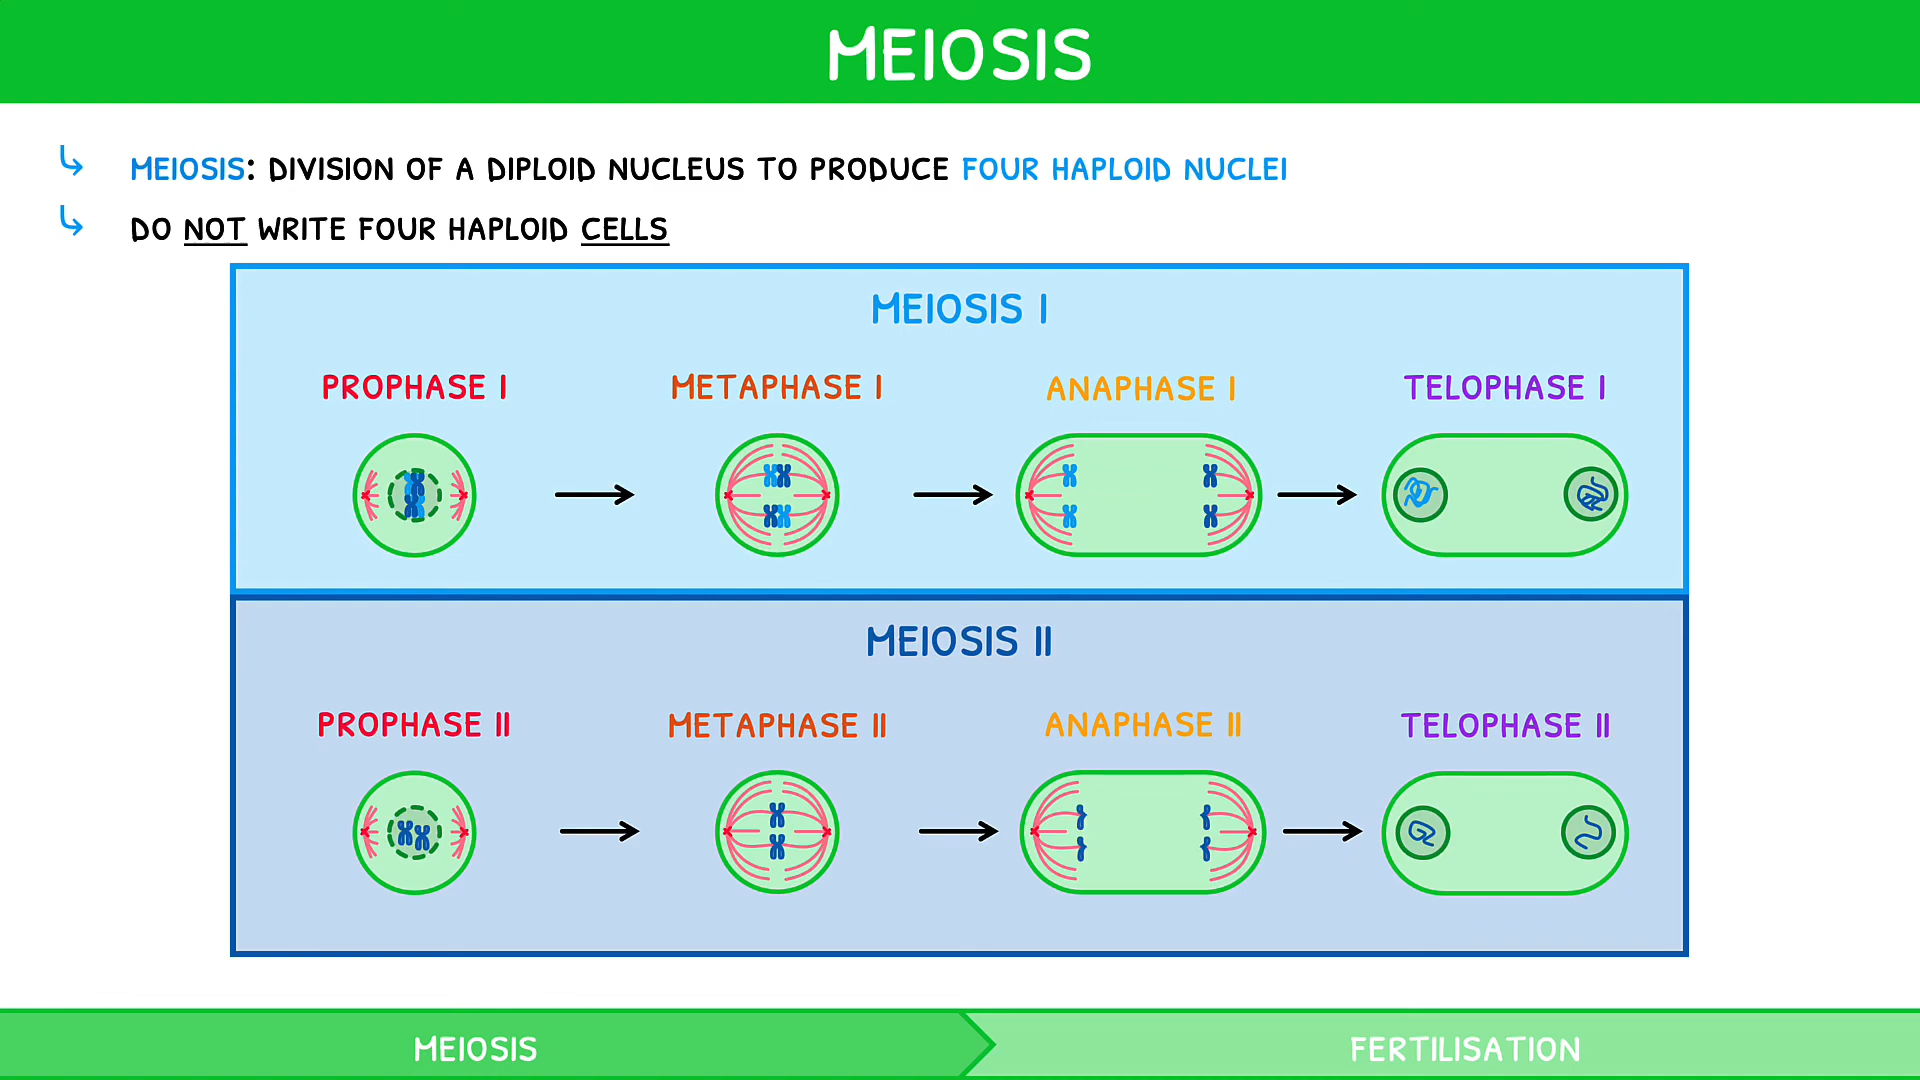 MEIOSIS
MEIOSIS: DIVISION OF A DIPLOID NUCLEUS TO PRODUCE FOUR HAPLOID NUCLEI
DO NOT WRITE FOUR HAPLOID CELLS
MEIOSIS I
PROPHASE I
METAPHASE I
ANAPHASE I
TELOPHASE I
MEIOSIS II
PROPHASE II
METAPHASE II
ANAPHASE II
TELOPHASE II
MEIOSIS
FERTILISATION